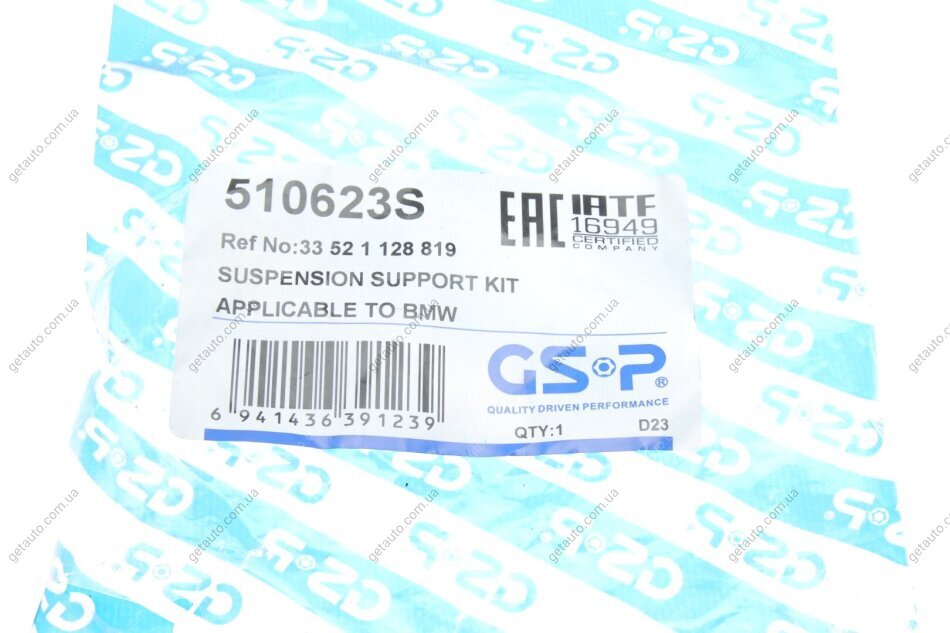 510623S
EAC
IATF
16949
CERTIFIED
COMPANY
Ref No:33 52 1 128 819
SUSPENSION SUPPORT KIT
APPLICABLE TO BMW
GSP®
QUALITY DRIVEN PERFORMANCE
6 941436 391239
QTY:1
D23
getauto.com.ua